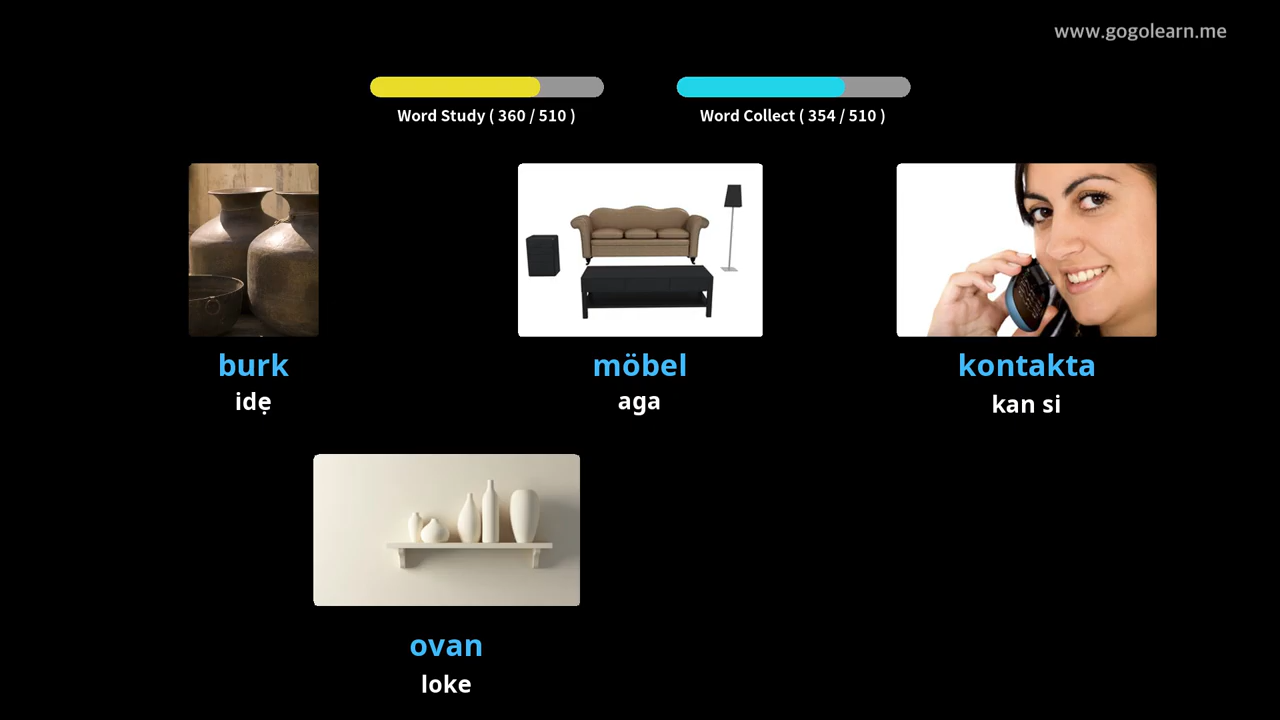 www.gogolearn.me
Word Study ( 360 / 510 )
Word Collect ( 354 / 510 )
burk
idẹ
möbel
aga
kontakta
kan si
ovan
loke